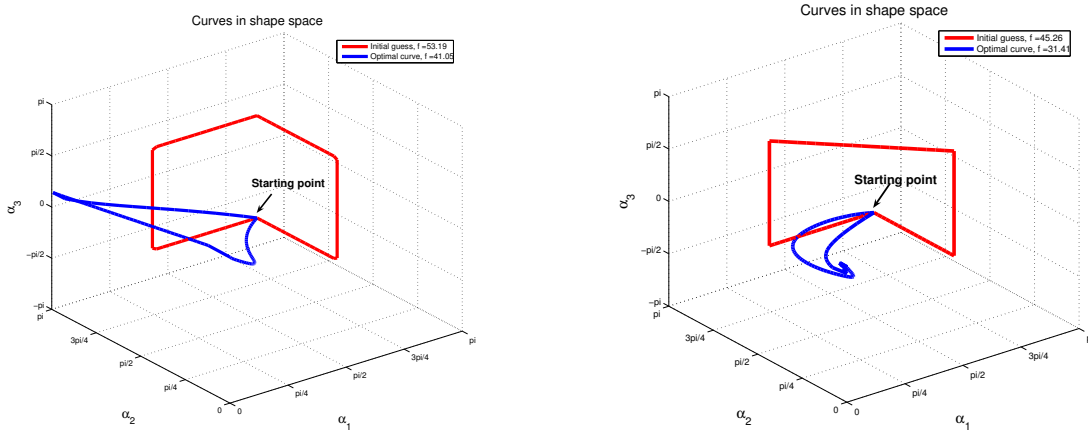 Curves in shape space
Initial guess, f =53.19
Optimal curve, f =41.05
pi
pi/2
0
−pi/2
−pi
α3
Starting point
pi
3pi/4
pi/2
pi/4
0
α2
0
pi/4
pi/2
3pi/4
pi
α1
Curves in shape space
Initial guess, f =45.26
Optimal curve, f =31.41
pi
pi/2
0
−pi/2
−pi
α3
Starting point
3pi/4
pi/2
pi/4
0
α2
0
pi/4
pi/2
3pi/4
α1